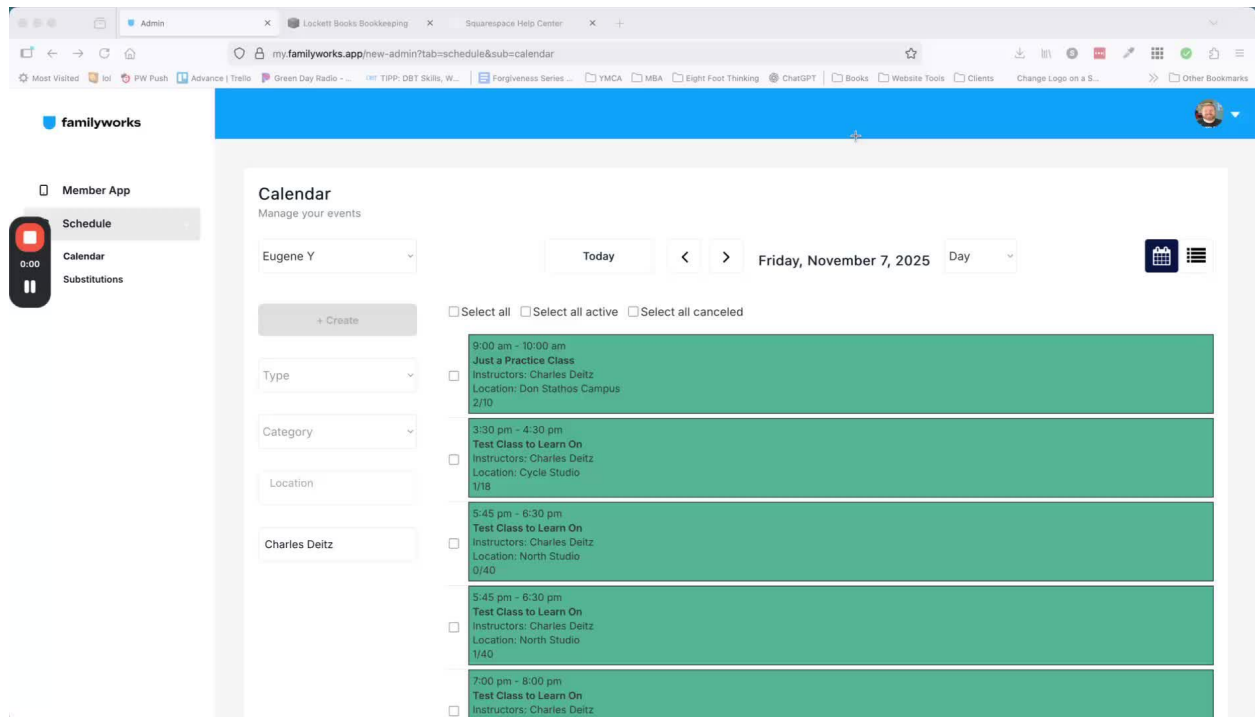 Admin
Lockett Books Bookkeeping
Squarespace Help Center
my.familyworks.app/new-admin?tab=schedule&sub=calendar
Most Visited
lol
PW Push
Advance | Trello
Green Day Radio - ...
TIPP: DBT Skills, W...
Forgiveness Series ...
YMCA
MBA
Eight Foot Thinking
ChatGPT
Books
Website Tools
Clients
Change Logo on a S...
Other Bookmarks
familyworks
Member App
Schedule
Calendar
Substitutions
0:00
Calendar
Manage your events
Eugene Y
Today
Friday, November 7, 2025
Day
+ Create
Type
Category
Location
Charles Deitz
Select all
Select all active
Select all canceled
9:00 am - 10:00 am
Just a Practice Class
Instructors: Charles Deitz
Location: Don Stathos Campus
2/10
3:30 pm - 4:30 pm
Test Class to Learn On
Instructors: Charles Deitz
Location: Cycle Studio
1/18
5:45 pm - 6:30 pm
Test Class to Learn On
Instructors: Charles Deitz
Location: North Studio
0/40
5:45 pm - 6:30 pm
Test Class to Learn On
Instructors: Charles Deitz
Location: North Studio
1/40
7:00 pm - 8:00 pm
Test Class to Learn On
Instructors: Charles Deitz